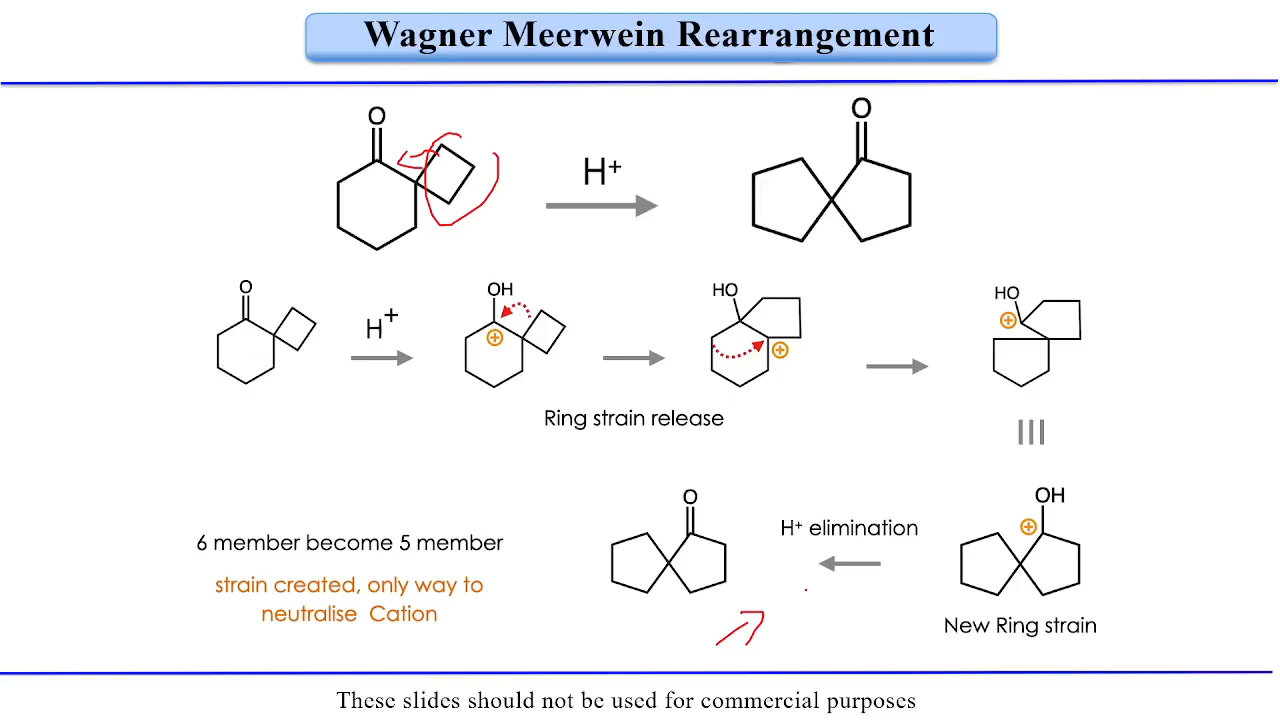 Wagner Meerwein Rearrangement
O
O
H+
O
H+
OH
HO
HO
Ring strain release
O
OH
H+ elimination
6 member become 5 member
strain created, only way to
neutralise Cation
New Ring strain
These slides should not be used for commercial purposes